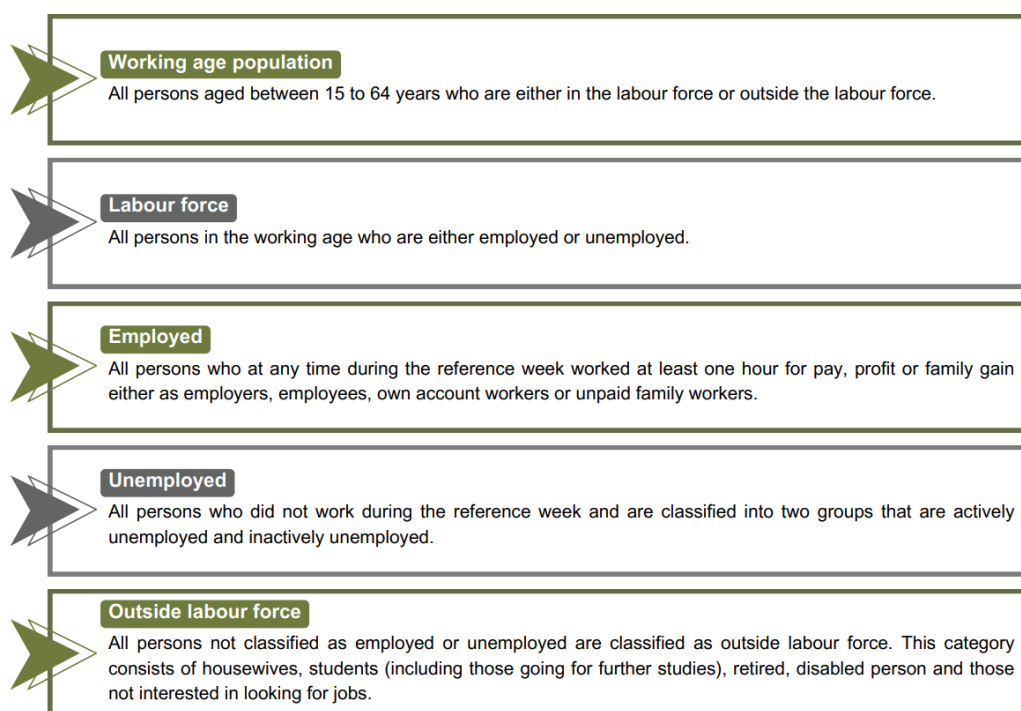 Working age population
All persons aged between 15 to 64 years who are either in the labour force or outside the labour force.
Labour force
All persons in the working age who are either employed or unemployed.
Employed
All persons who at any time during the reference week worked at least one hour for pay, profit or family gain
either as employers, employees, own account workers or unpaid family workers.
Unemployed
All persons who did not work during the reference week and are classified into two groups that are actively
unemployed and inactively unemployed.
Outside labour force
All persons not classified as employed or unemployed are classified as outside labour force. This category
consists of housewives, students (including those going for further studies), retired, disabled person and those
not interested in looking for jobs.